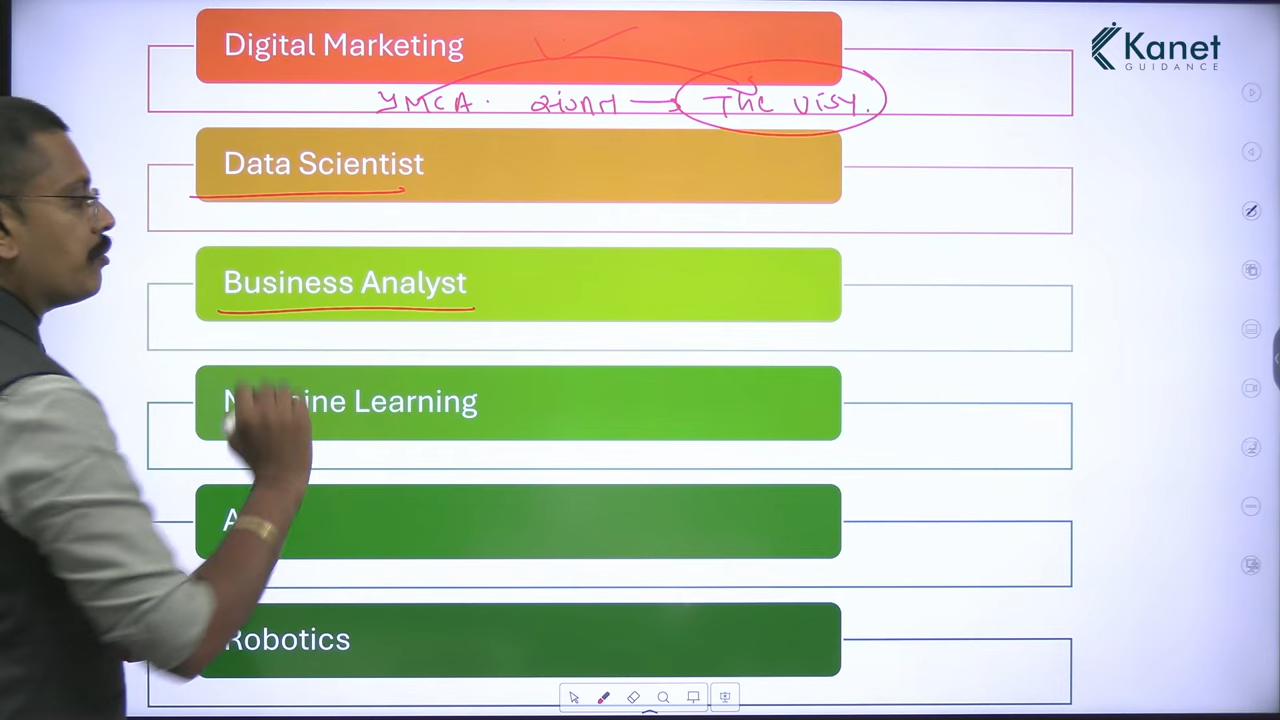 Digital Marketing
Kanet
GUIDANCE
YMCA. → The visy.
Data Scientist
Business Analyst
Learning
Robotics